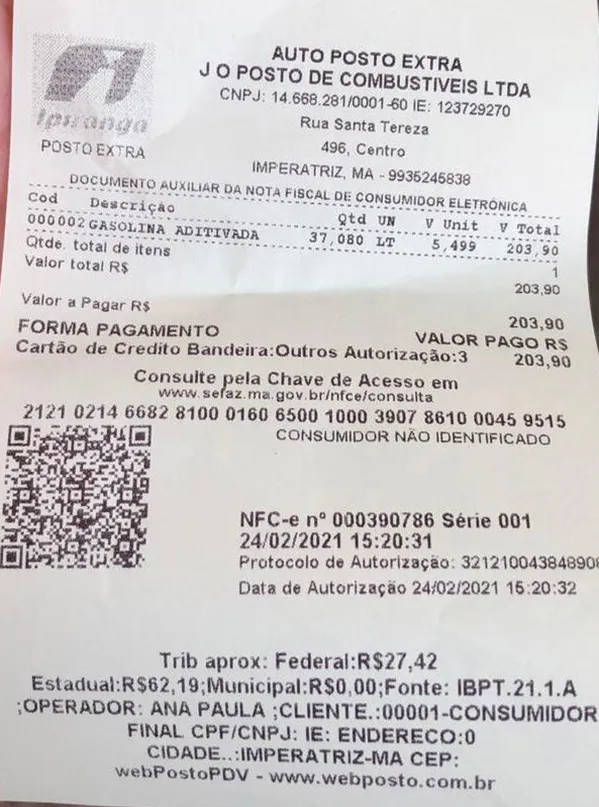 ipiranga
POSTO EXTRA
AUTO POSTO EXTRA
J O POSTO DE COMBUSTIVEIS LTDA
CNPJ: 14.668.281/0001-60 IE: 123729270
Rua Santa Tereza
496, Centro
IMPERATRIZ, MA - 9935245838
DOCUMENTO AUXILIAR DA NOTA FISCAL DE CONSUMIDOR ELETRÔNICA
Cod Descrição Qtd UN V Unit V Total
000002 GASOLINA ADITIVADA 37,080 LT 5,499 203,90
Qtde. total de itens 1
Valor total R$ 203,90
Valor a Pagar R$ 203,90
FORMA PAGAMENTO VALOR PAGO R$
Cartão de Credito Bandeira:Outros Autorização:3 203,90
Consulte pela Chave de Acesso em
www.sefaz.ma.gov.br/nfce/consulta
2121 0214 6682 8100 0160 6500 1000 3907 8610 0045 9515
CONSUMIDOR NÃO IDENTIFICADO
NFC-e nº 000390786 Série 001
24/02/2021 15:20:31
Protocolo de Autorização: 321210043848908
Data de Autorização 24/02/2021 15:20:32
Trib aprox: Federal:R$27,42
Estadual:R$62,19;Municipal:R$0,00;Fonte: IBPT.21.1.A
;OPERADOR: ANA PAULA ;CLIENTE.:00001-CONSUMIDOR
FINAL CPF/CNPJ: IE: ENDERECO:0
CIDADE..:IMPERATRIZ-MA CEP:
webPostoPDV - www.webposto.com.br